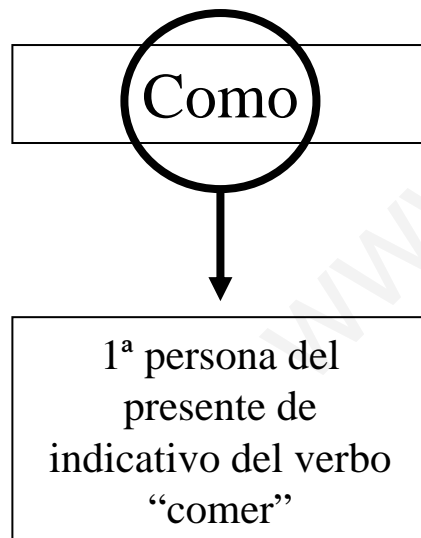 Como
1ª persona del
presente de
indicativo del verbo
“comer”